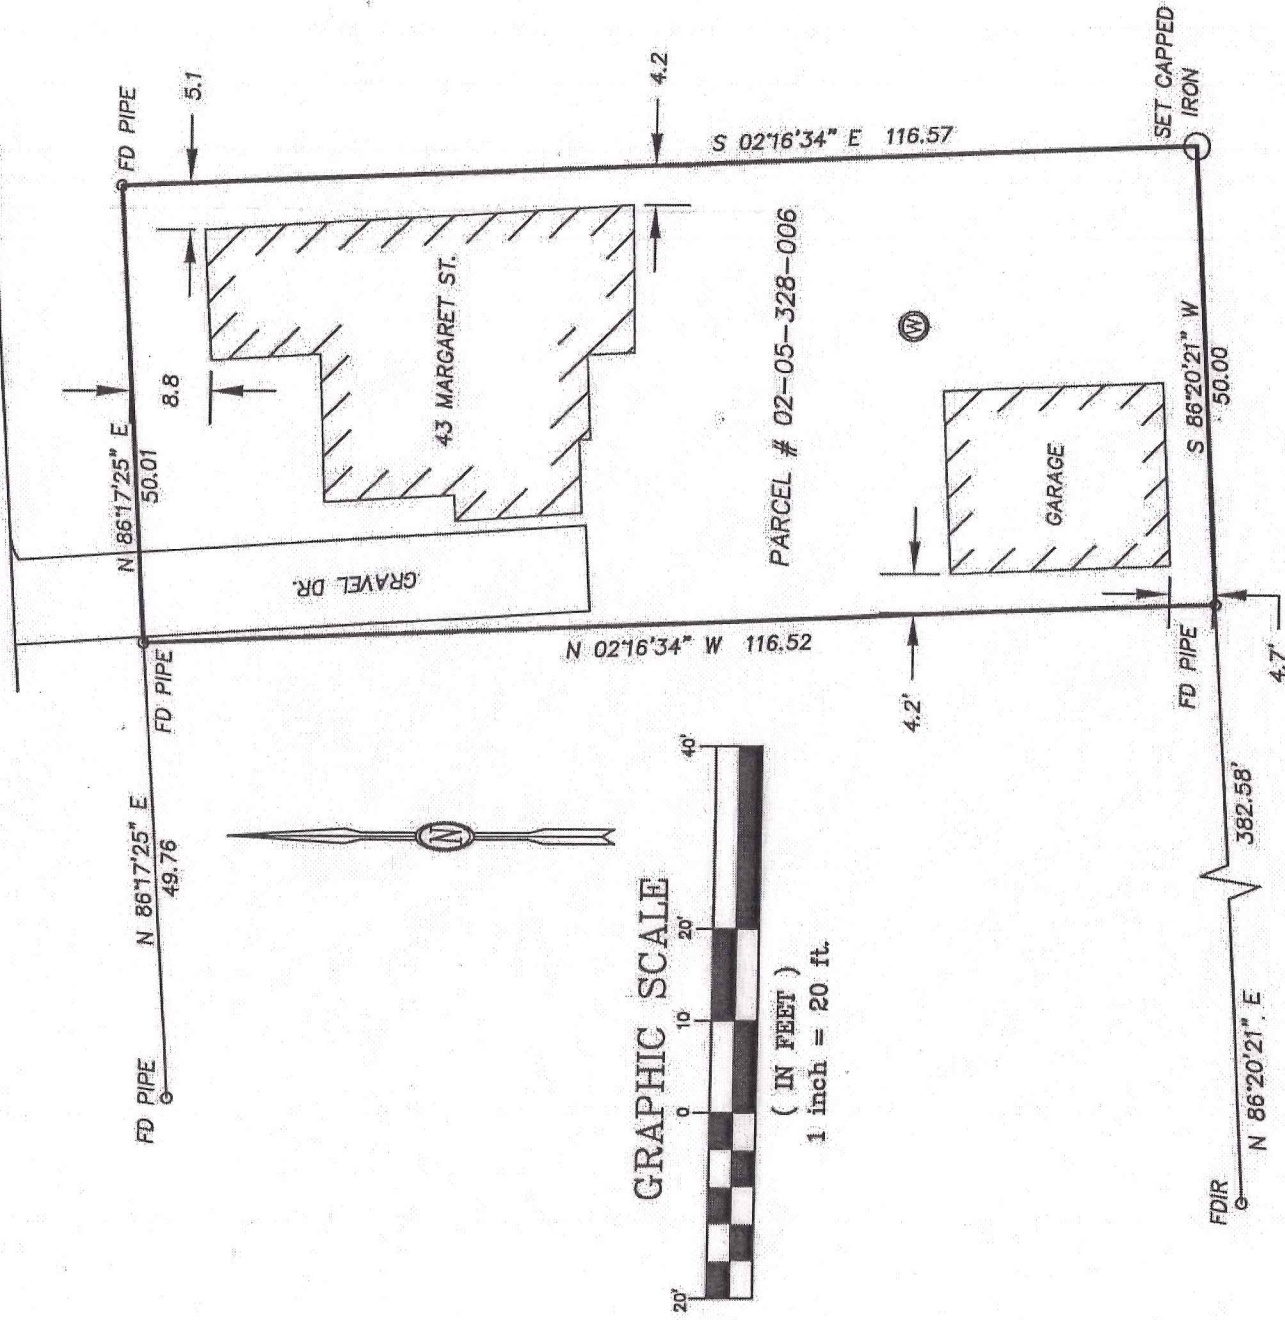 FD PIPE
5.1
4.2
SET CAPPED
IRON
N 86°17'25" E
50.01
8.8
S 02°16'34" E 116.57
43 MARGARET ST.
PARCEL # 02-05-328-006
W
S 86°20'21" W
50.00
GARAGE
GRAVEL DR.
FD PIPE
N 02°16'34" W 116.52
4.2'
FD PIPE
4.7'
N 86°17'25" E
49.76
FD PIPE
N
GRAPHIC SCALE
20' 0 10 20' 40'
( IN FEET )
1 inch = 20 ft.
382.58'
N 86°20'21" E
FDIR